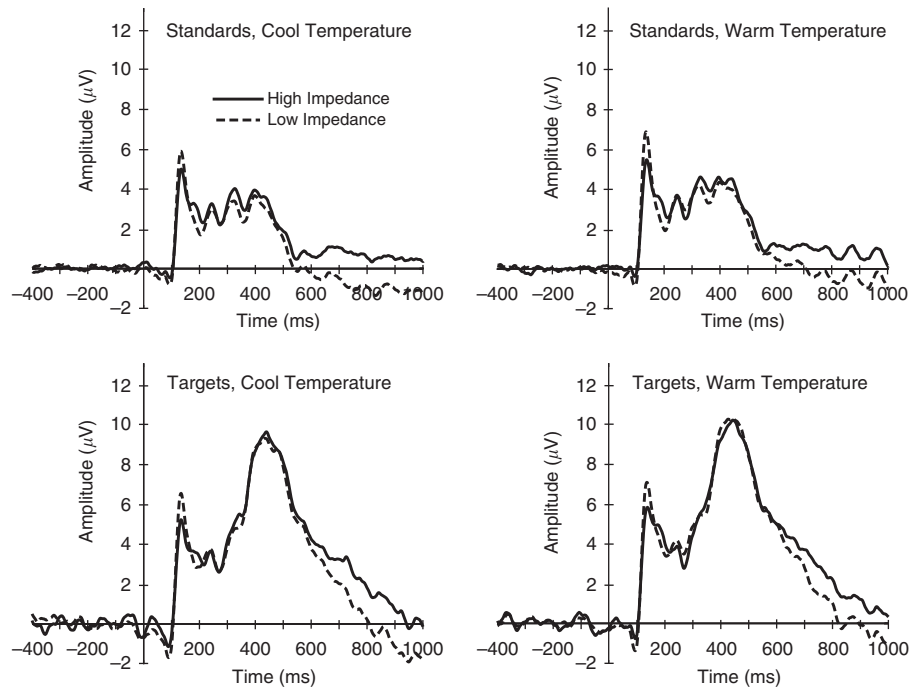 Standards, Cool Temperature
12
10
8
6
4
2
−2
Amplitude (μV)
High Impedance
Low Impedance
−400 −200 200 400 600 800 1000
Time (ms)
Standards, Warm Temperature
12
10
8
6
4
2
−2
Amplitude (μV)
−400 −200 200 400 600 800 1000
Time (ms)
Targets, Cool Temperature
12
10
8
6
4
2
−2
Amplitude (μV)
−400 −200 200 400 600 800 1000
Time (ms)
Targets, Warm Temperature
12
10
8
6
4
2
−2
Amplitude (μV)
−400 −200 200 400 600 800 1000
Time (ms)